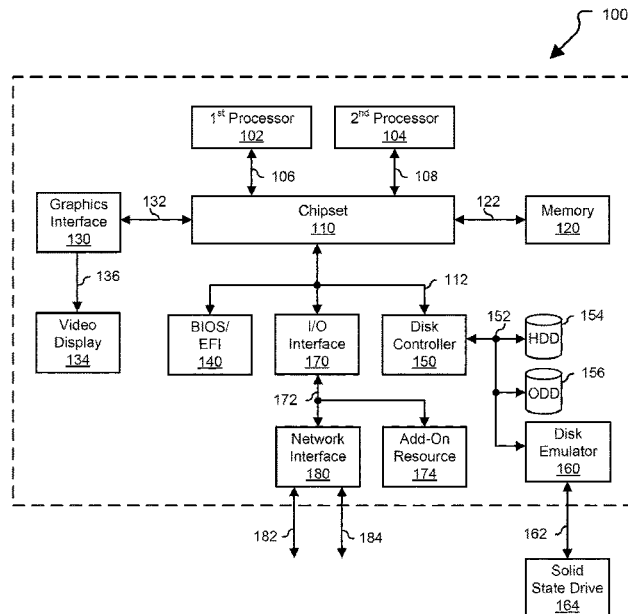 100
1st Processor
102
2nd Processor
104
106
108
Graphics
Interface
130
132
Chipset
110
122
Memory
120
136
112
Video
Display
134
BIOS/
EFI
140
I/O
Interface
170
Disk
Controller
150
152
154
HDD
156
ODD
172
Network
Interface
180
Add-On
Resource
174
Disk
Emulator
160
182
184
162
Solid
State Drive
164